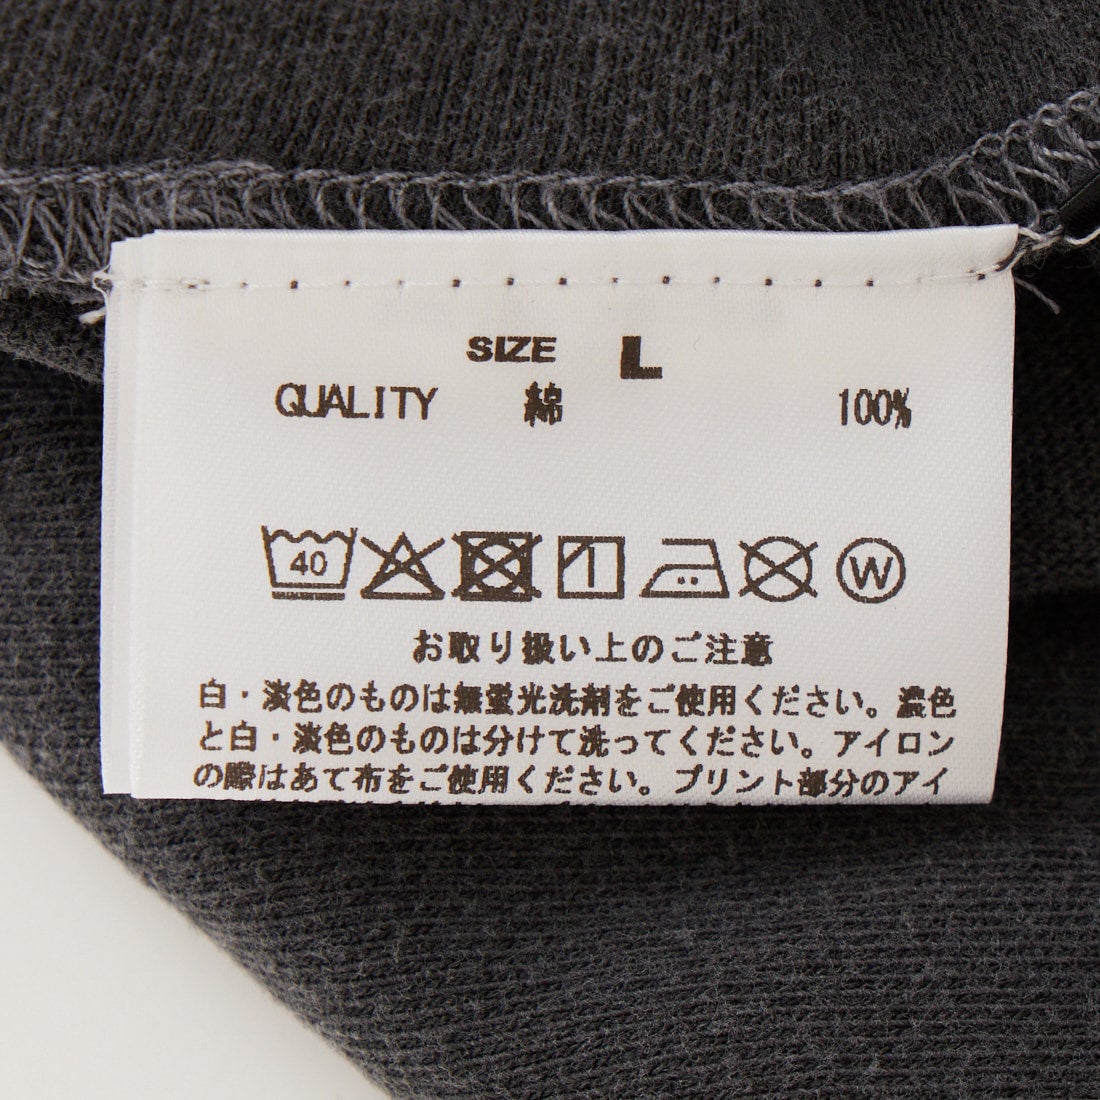 SIZE L
QUALITY 綿 100%
40 W
お取り扱い上のご注意
白・淡色のものは無蛍光洗剤をご使用ください。濃色
と白・淡色のものは分けて洗ってください。アイロン
の際はあて布をご使用ください。プリント部分のアイ